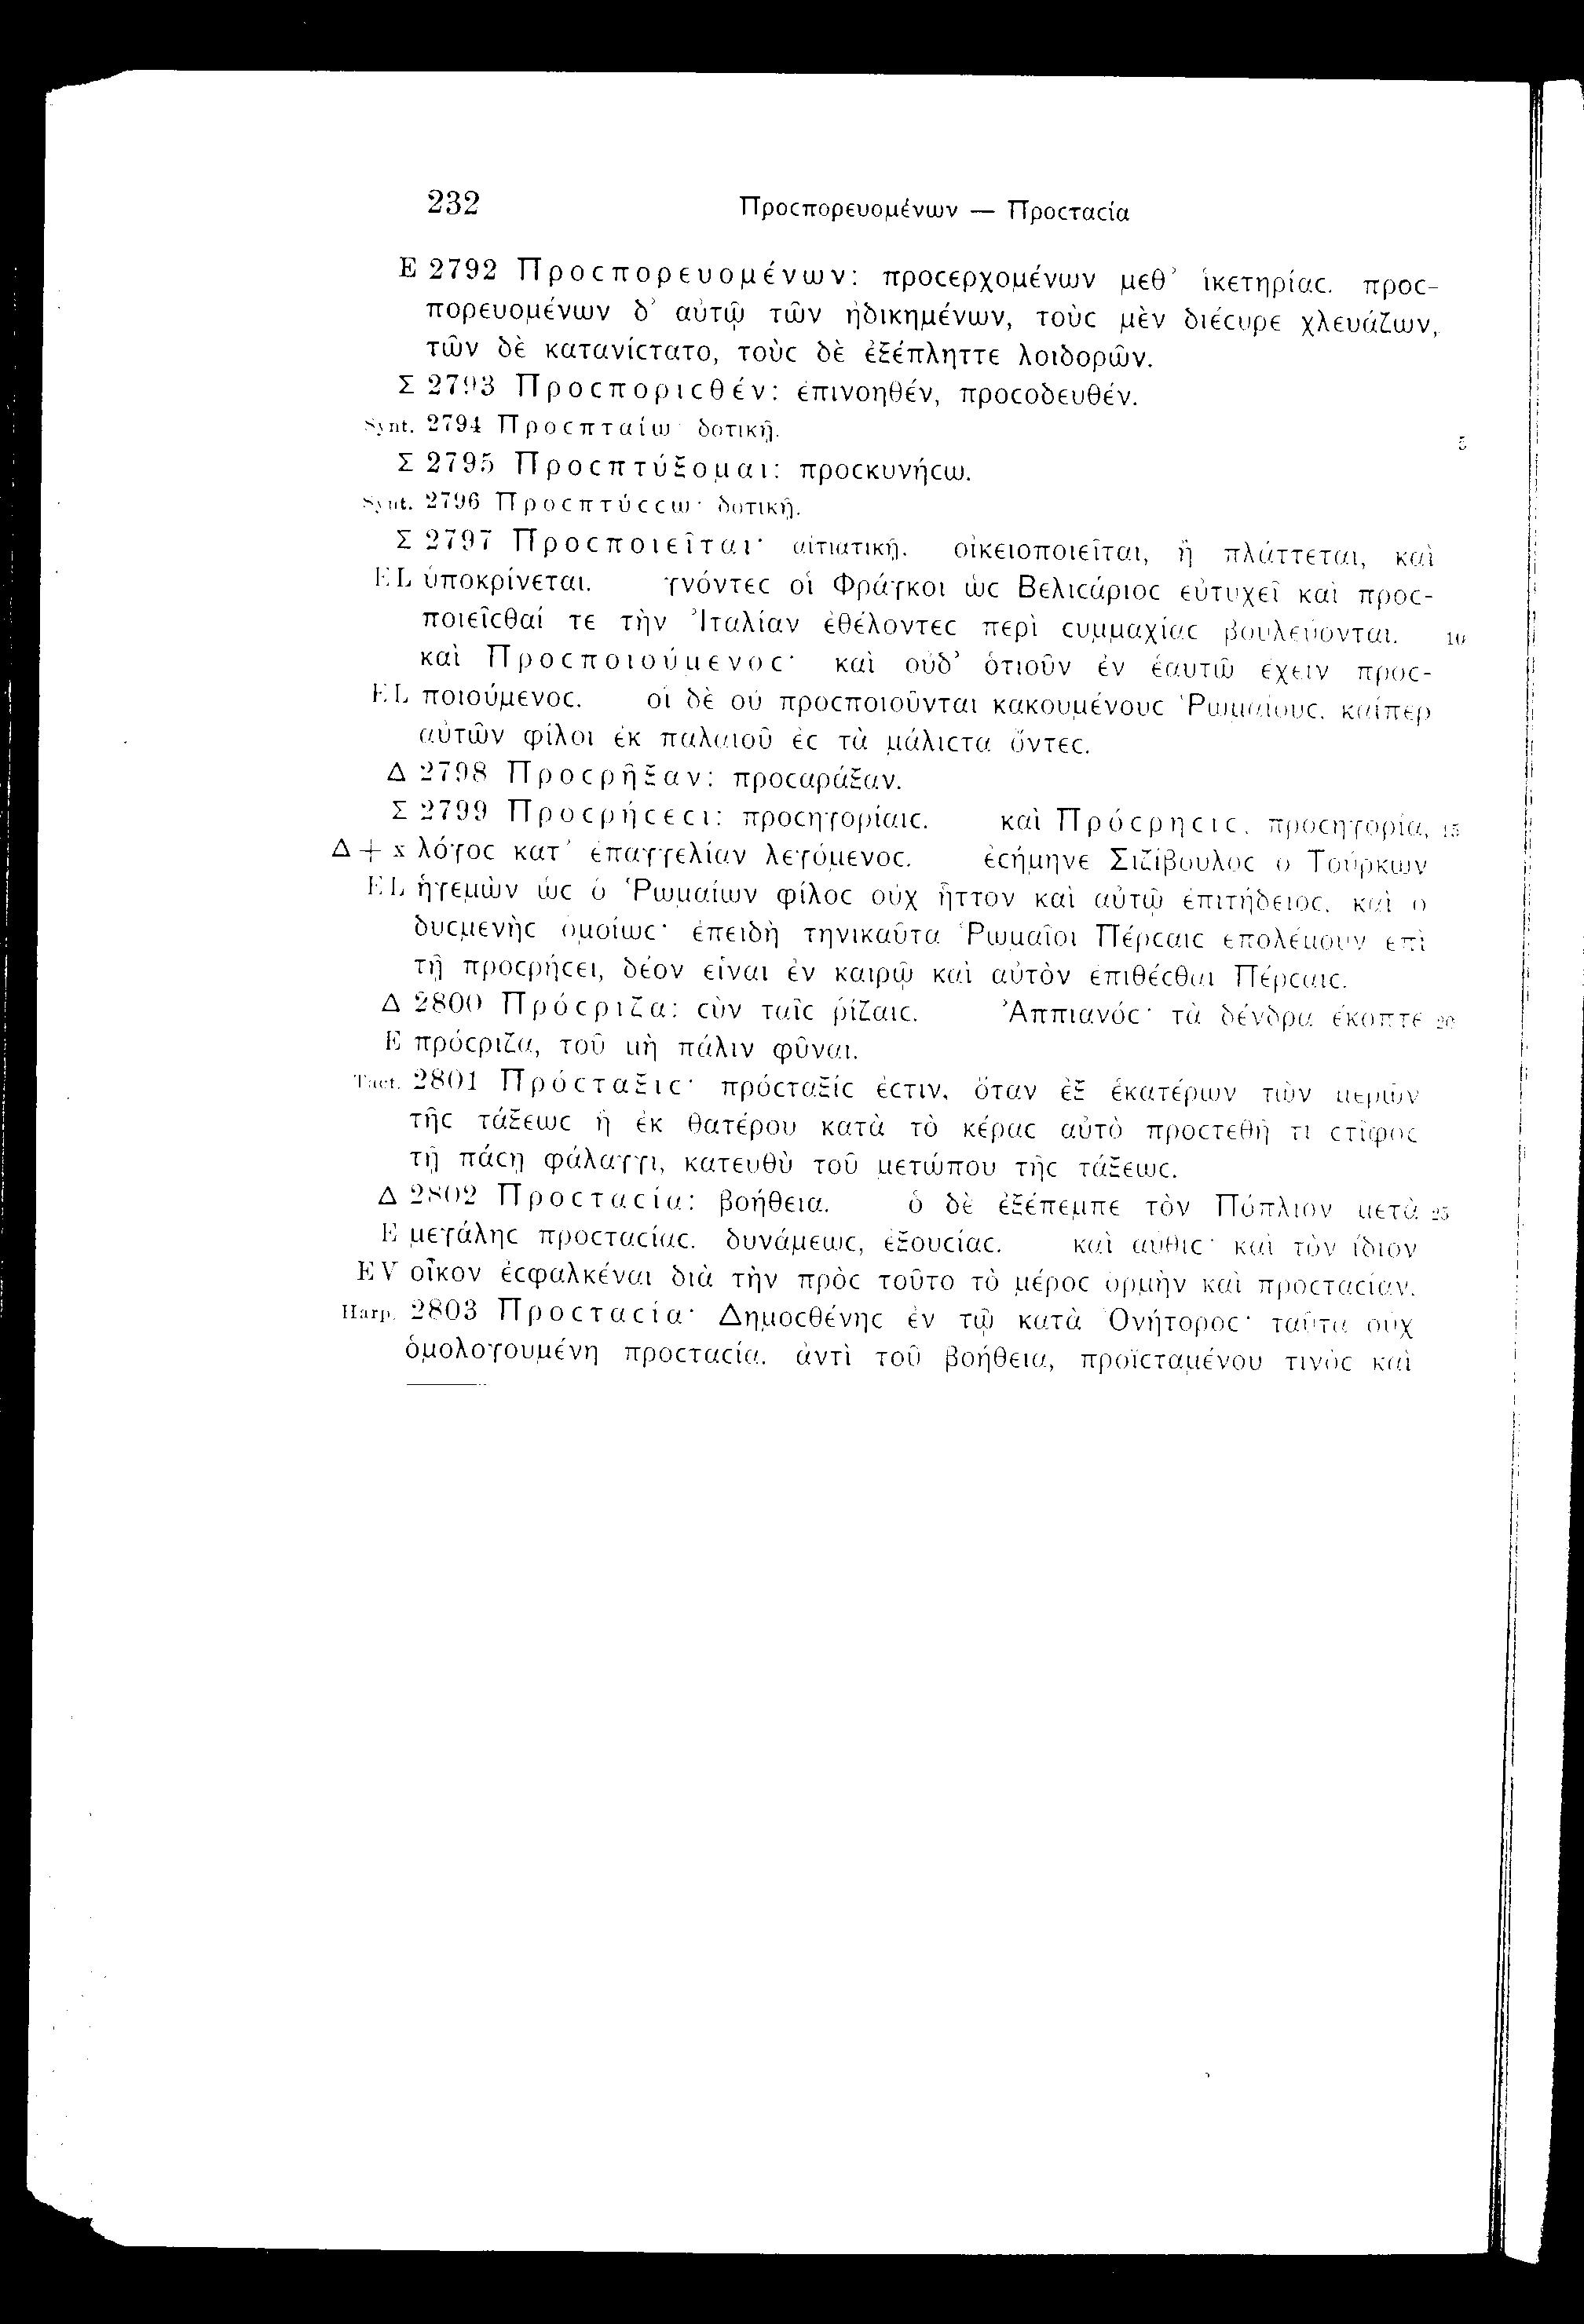 232 Προϲπορευομένων — Προϲταϲία
E 2792 Προϲπορευομένων: προϲερχομένων μεθ᾽ ἱκετηρίαϲ. προϲ-
πορευομένων δ᾽ αὐτῷ τῶν ἠδικημένων, τοὺϲ μὲν διέϲυρε χλευάζων,
τῶν δὲ κατανίϲτατο, τοὺϲ δὲ ἐξέπληττε λοιδορῶν.
Σ 2793 Προϲποριϲθέν: ἐπινοηθέν, προϲοδευθέν.
Synt. 2794 Προϲπταίω· δοτικῇ. 5
Σ 2795 Προϲπτύξομαι: προϲκυνήϲω.
Synt. 2796 Προϲπτύϲϲω· δοτικῇ.
Σ 2797 Προϲποιεῖται· αἰτιατικῇ. οἰκειοποιεῖται, ἢ πλάττεται, καὶ
EL ὑποκρίνεται. γνόντεϲ οἱ Φράγκοι ὡϲ Βελιϲάριοϲ εὐτυχεῖ καὶ προϲ-
ποιεῖϲθαί τε τὴν Ἰταλίαν ἐθέλοντεϲ περὶ ϲυμμαχίαϲ βουλεύονται. 10
καὶ Προϲποιούμενοϲ· καὶ οὐδ᾽ ὁτιοῦν ἐν ἑαυτῷ ἔχειν προϲ-
EL ποιούμενοϲ. οἱ δὲ οὐ προϲποιοῦνται κακουμένουϲ Ῥωμαίουϲ, καίπερ
αὐτῶν φίλοι ἐκ παλαιοῦ ἐϲ τὰ μάλιϲτα ὄντεϲ.
Δ 2798 Προϲρῆξαν: προϲαράξαν.
Σ 2799 Προϲρήϲεϲι: προϲηγορίαιϲ. καὶ Πρόϲρηϲιϲ, προϲηγορία, 15
Δ + x λόγοϲ κατ᾽ ἐπαγγελίαν λεγόμενοϲ. ἐϲήμηνε Σιζίβουλοϲ ὁ Τούρκων
EL ἡγεμὼν ὡϲ ὁ Ῥωμαίων φίλοϲ οὐχ ἧττον καὶ αὐτῷ ἐπιτήδειοϲ, καὶ ὁ
δυϲμενὴϲ ὁμοίωϲ· ἐπειδὴ τηνικαῦτα Ῥωμαῖοι Πέρϲαιϲ ἐπολέμουν ἐπὶ
τῇ προϲρήϲει, δέον εἶναι ἐν καιρῷ καὶ αὐτὸν ἐπιθέϲθαι Πέρϲαιϲ.
Δ 2800 Πρόϲριζα: ϲὺν ταῖϲ ῥίζαιϲ. Ἀππιανόϲ· τὰ δένδρα ἔκοπτε 20
E πρόϲριζα, τοῦ μὴ πάλιν φῦναι.
Tact. 2801 Πρόϲταξιϲ· πρόϲταξίϲ ἐϲτιν, ὅταν ἐξ ἑκατέρων τῶν μερῶν
τῆϲ τάξεωϲ ἢ ἐκ θατέρου κατὰ τὸ κέραϲ αὐτὸ προϲτεθῇ τι ϲτῖφοϲ
τῇ πάϲῃ φάλαγγι, κατευθὺ τοῦ μετώπου τῆϲ τάξεωϲ.
Δ 2802 Προϲταϲία: βοήθεια. ὁ δὲ ἐξέπεμπε τὸν Πόπλιον μετὰ 25
E μεγάληϲ προϲταϲίαϲ. δυνάμεωϲ, ἐξουϲίαϲ. καὶ αὖθιϲ· καὶ τὸν ἴδιον
EV οἶκον ἐϲφαλκέναι διὰ τὴν πρὸϲ τοῦτο τὸ μέροϲ ὁρμὴν καὶ προϲταϲίαν.
Harp. 2803 Προϲταϲία· Δημοϲθένηϲ ἐν τῷ κατὰ Ὀνήτοροϲ· ταῦτα οὐχ
ὁμολογουμένη προϲταϲία. ἀντὶ τοῦ βοήθεια, προϊϲταμένου τινὸϲ καὶ